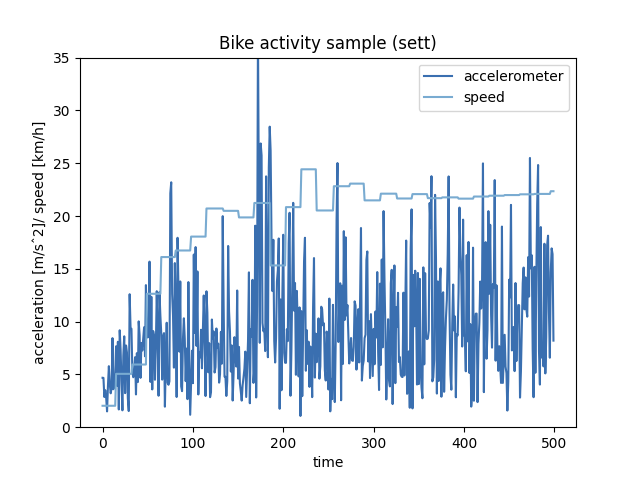 Bike activity sample (sett)
accelerometer
speed
acceleration [m/s^2]/ speed [km/h]
35
30
25
20
15
10
5
0
0 100 200 300 400 500
time